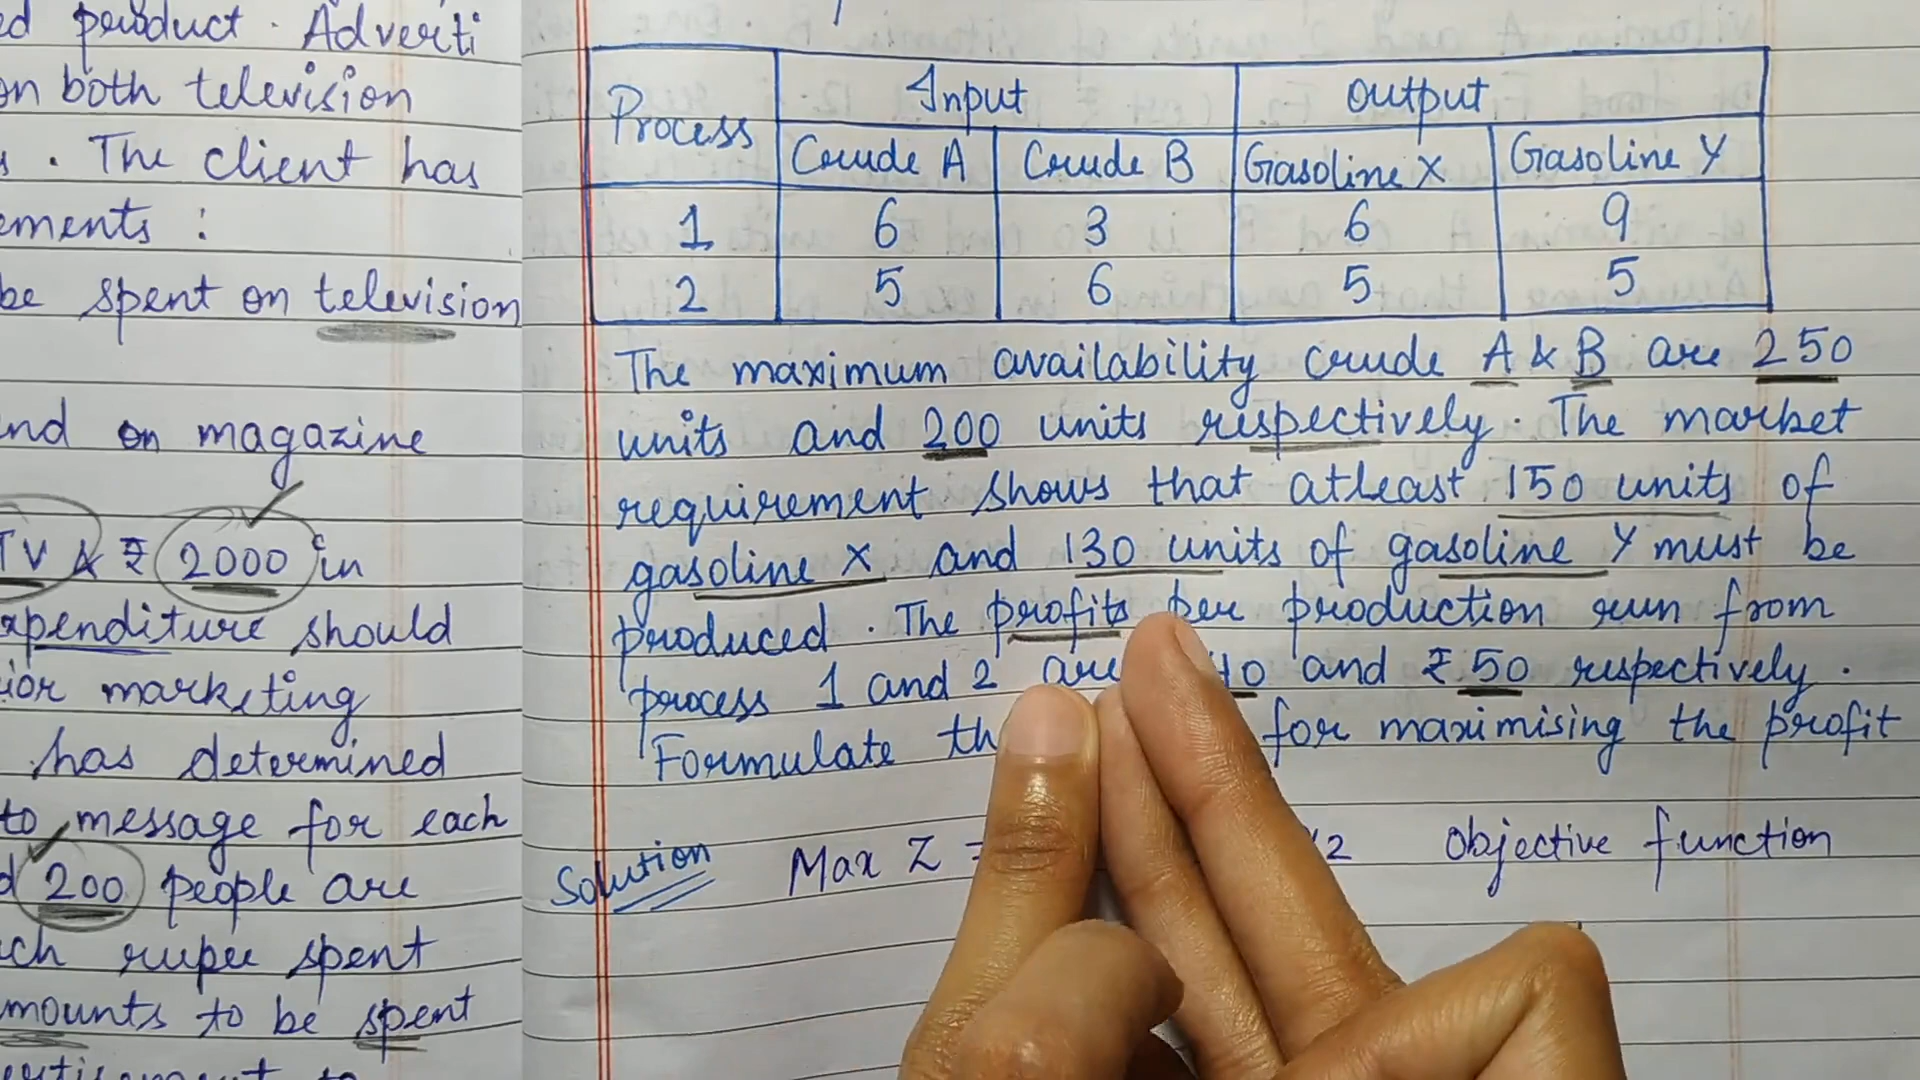 ed product. Adverti
on both television
s. The client has
ements :
be spent on television
nd on magazine
TV & ₹ 2000 in
xpenditure should
ior marketing
has determined
to message for each
d 200 people are
ch rupee spent
mounts to be spent
Process Input Output
Crude A Crude B Gasoline X Gasoline Y
1 6 3 6 9
2 5 6 5 5
The maximum availability crude A & B are 250
units and 200 units respectively. The market
requirement shows that atleast 150 units of
gasoline X and 130 units of gasoline Y must be
produced. The profits per production run from
process 1 and 2 are 40 and ₹ 50 respectively.
Formulate th for maximising the profit
Solution Max Z = 2 Objective function